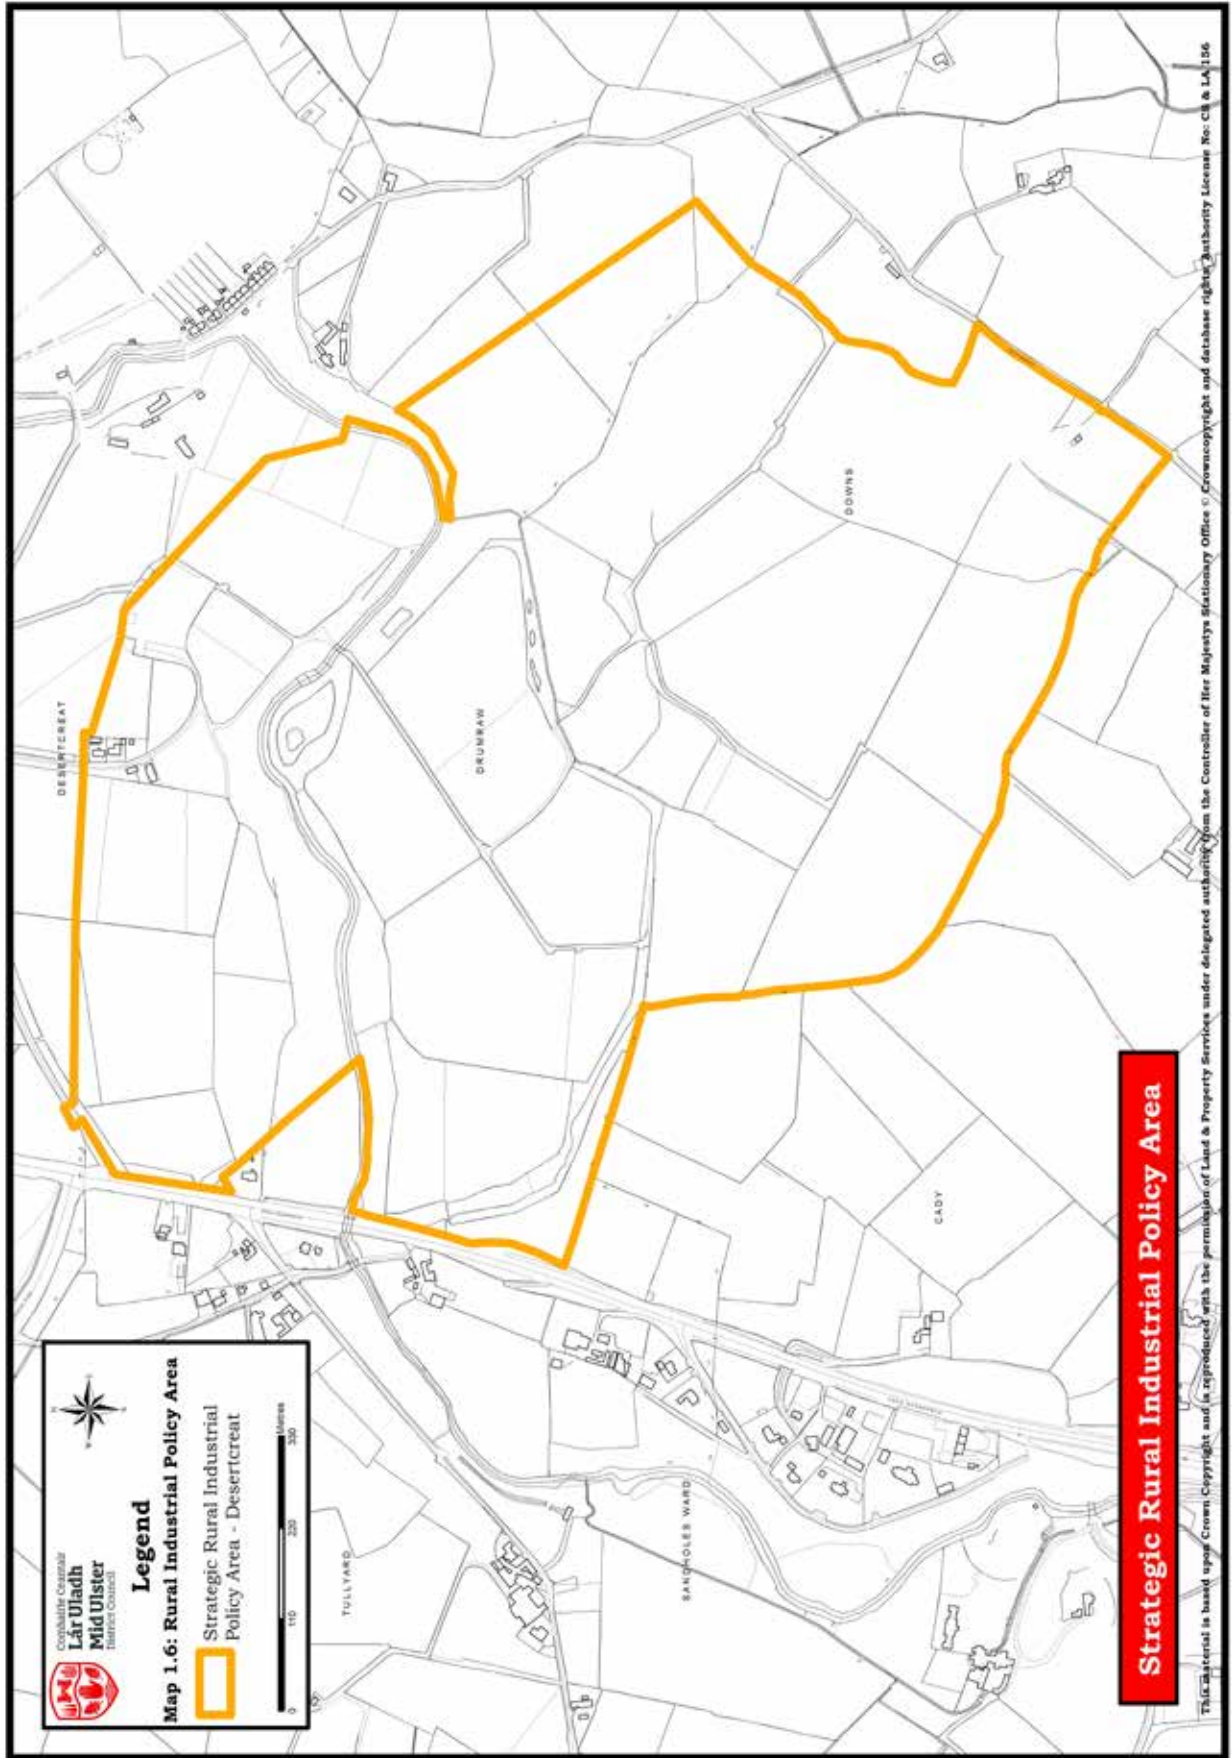 Comhairle Ceantair
Lár Uladh
Mid Ulster
District Council
Legend
Map 1.6: Rural Industrial Policy Area
Strategic Rural Industrial
Policy Area - Desertcreat
0 110 220 330
Metres
DESERTCREAT
DRUMRAW
DOWNS
TULLYARD
SANDHOLES WARD
CADY
Strategic Rural Industrial Policy Area
This material is based upon Crown Copyright and is reproduced with the permission of Land & Property Services under delegated authority from the Controller of Her Majestys Stationary Office © Crowncopyright and database rights Authority License No: CM & LA 156